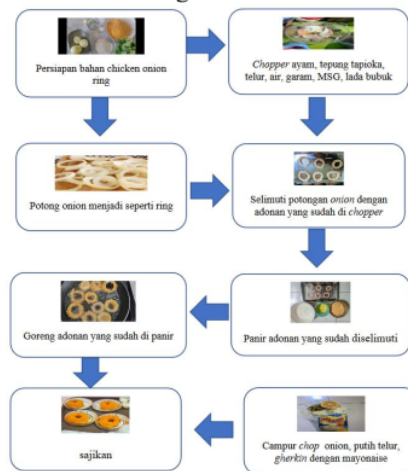 Persiapan bahan chicken onion
ring
Chopper ayam, tepung tapioka,
telur, air, garam, MSG, lada bubuk
Potong onion menjadi seperti ring
Selimuti potongan onion dengan
adonan yang sudah di chopper
Goreng adonan yang sudah di panir
Panir adonan yang sudah diselimuti
sajikan
Campur chop onion, putih telur,
gherkin dengan mayonaise